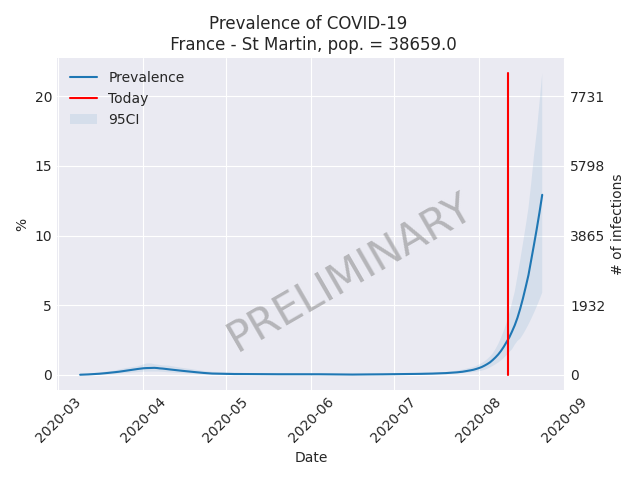 Prevalence of COVID-19
France - St Martin, pop. = 38659.0
Prevalence
Today
95CI
PRELIMINARY
%
20
15
10
5
0
7731
5798
3865
1932
0
# of infections
2020-03
2020-04
2020-05
2020-06
2020-07
2020-08
2020-09
Date